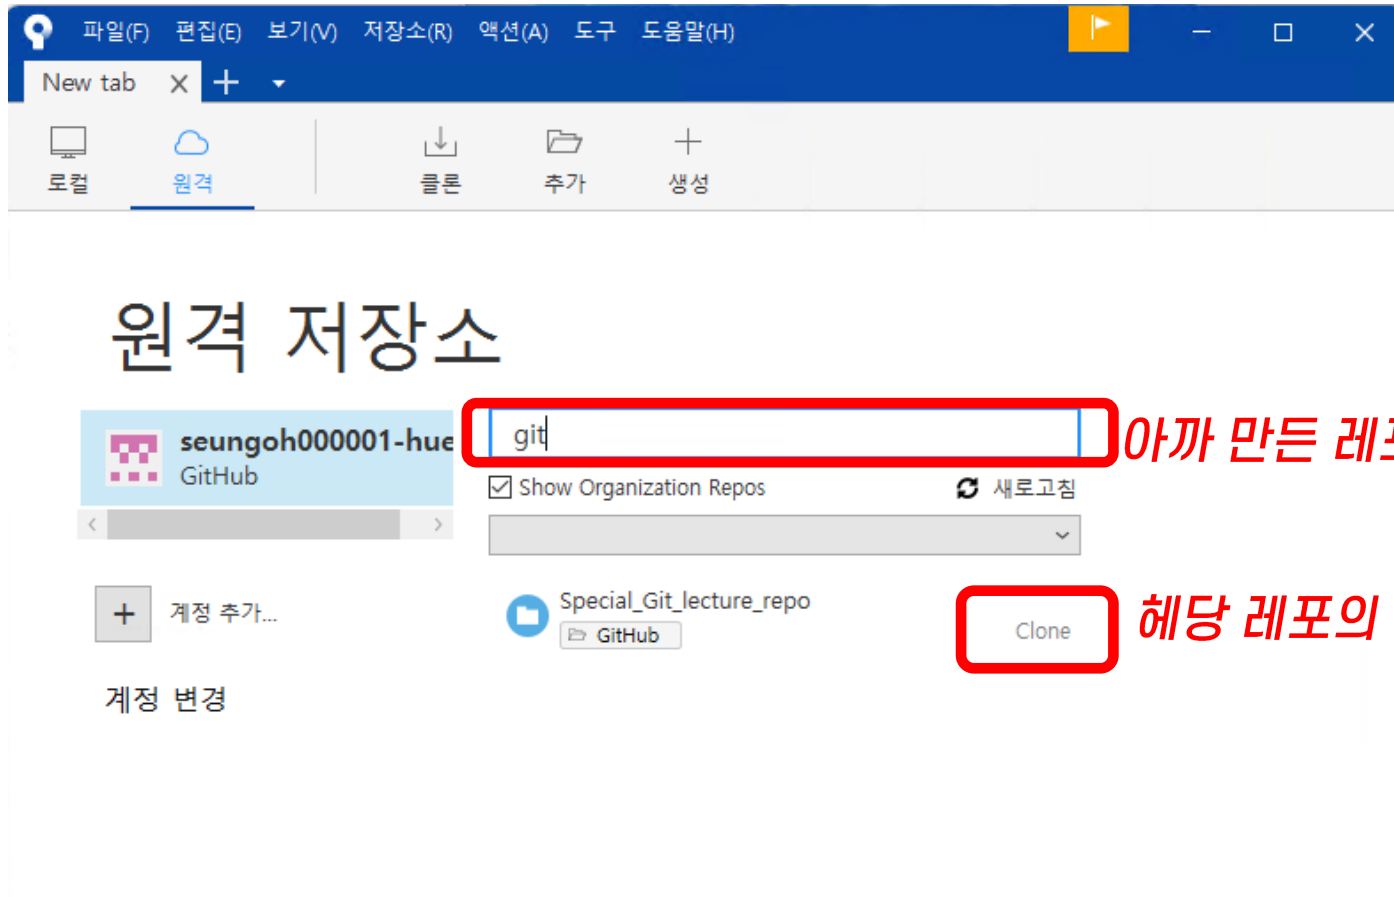 파일(F) 편집(E) 보기(V) 저장소(R) 액션(A) 도구 도움말(H)
New tab
로컬 원격 클론 추가 생성
원격 저장소
seungoh000001-hue
GitHub
git
아까 만든
Show Organization Repos 새로고침
계정 추가...
Special_Git_lecture_repo
GitHub
Clone
헤당 레포의
계정 변경